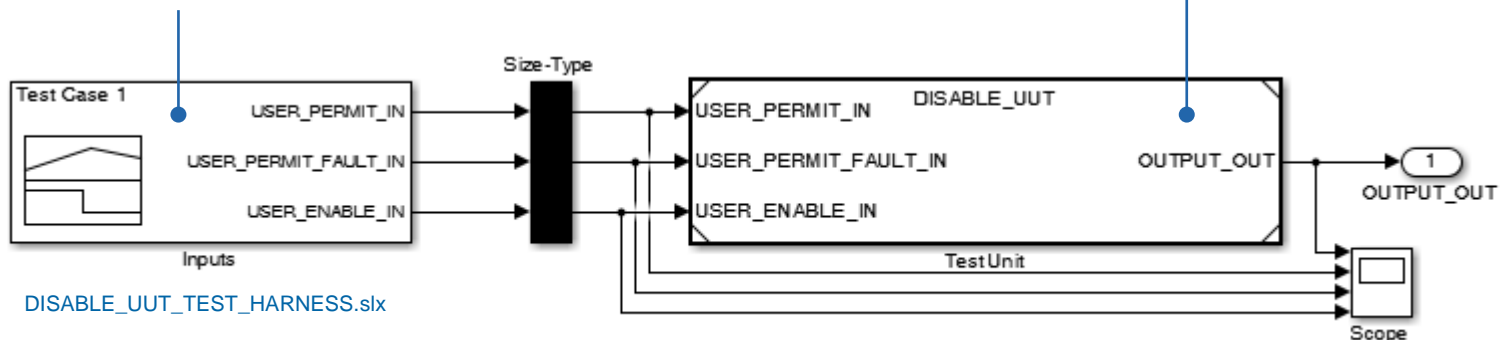 Size-Type
Test Case 1
USER_PERMIT_IN
USER_PERMIT_FAULT_IN
USER_ENABLE_IN
Inputs
DISABLE_UUT
USER_PERMIT_IN
USER_PERMIT_FAULT_IN
USER_ENABLE_IN
OUTPUT_OUT
TestUnit
1
OUTPUT_OUT
Scope
DISABLE_UUT_TEST_HARNESS.slx